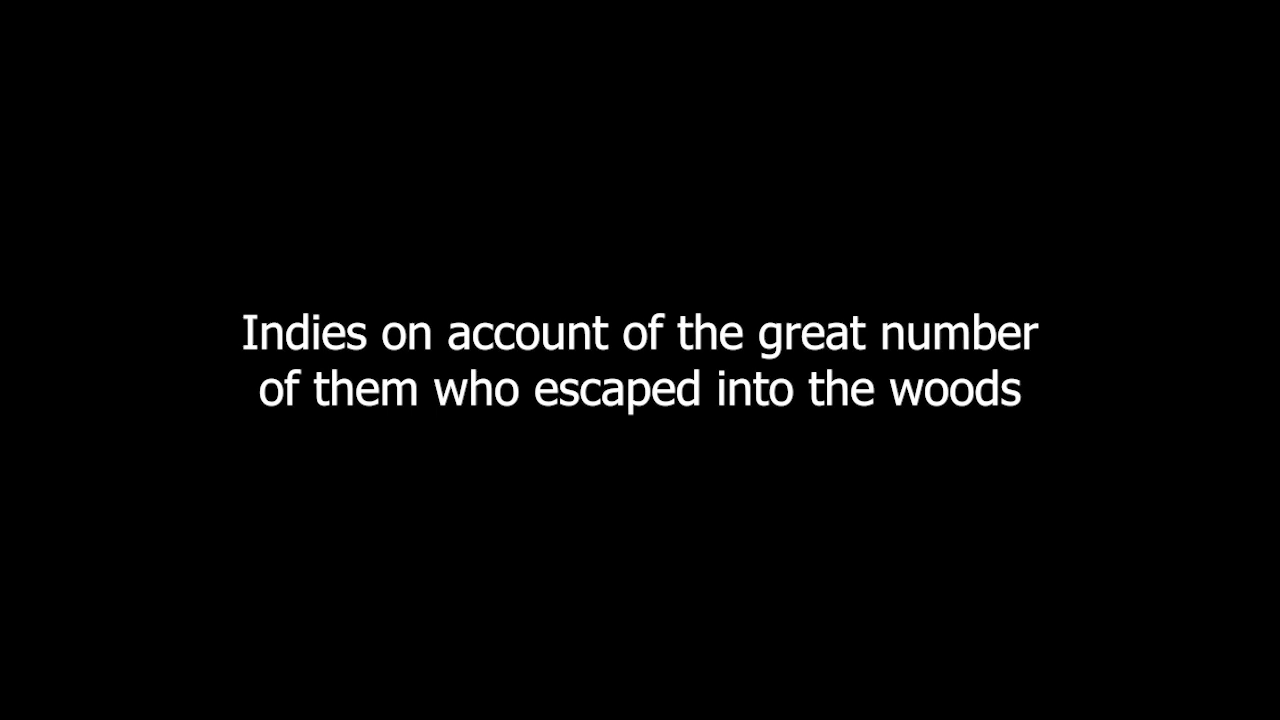 Indies on account of the great number
of them who escaped into the woods